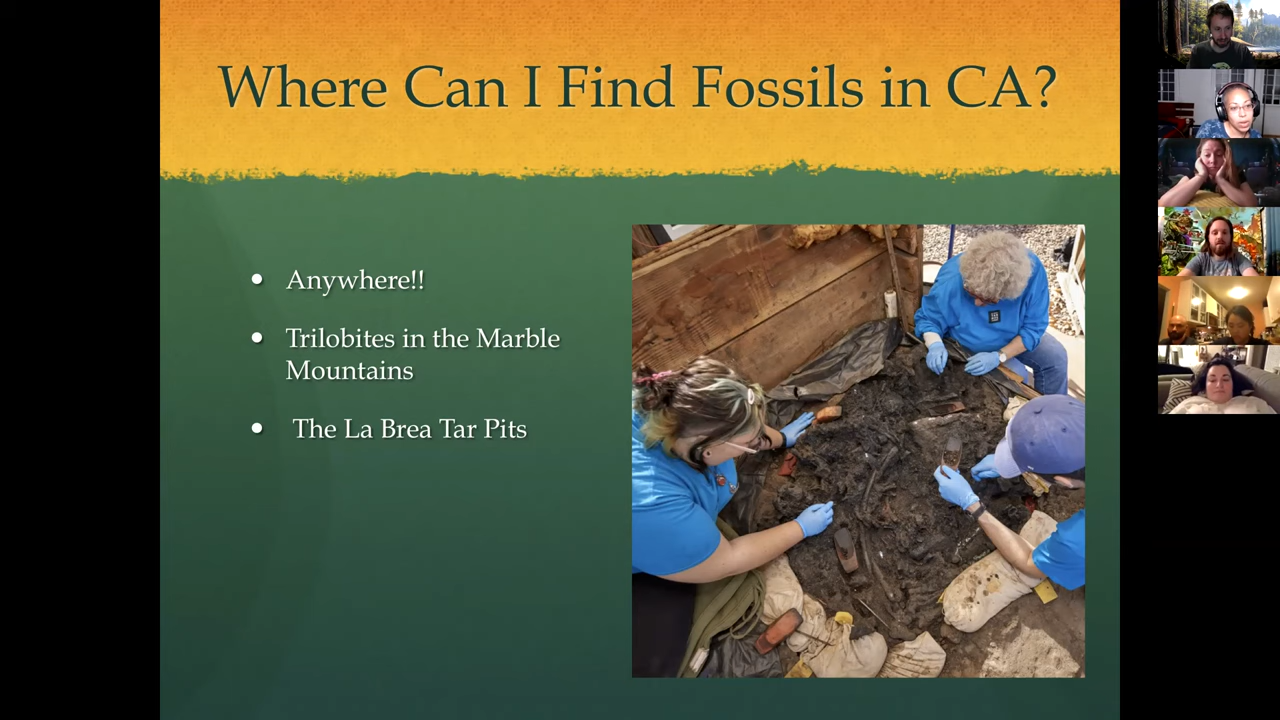 Where Can I Find Fossils in CA?
• Anywhere!!
• Trilobites in the Marble
Mountains
• The La Brea Tar Pits